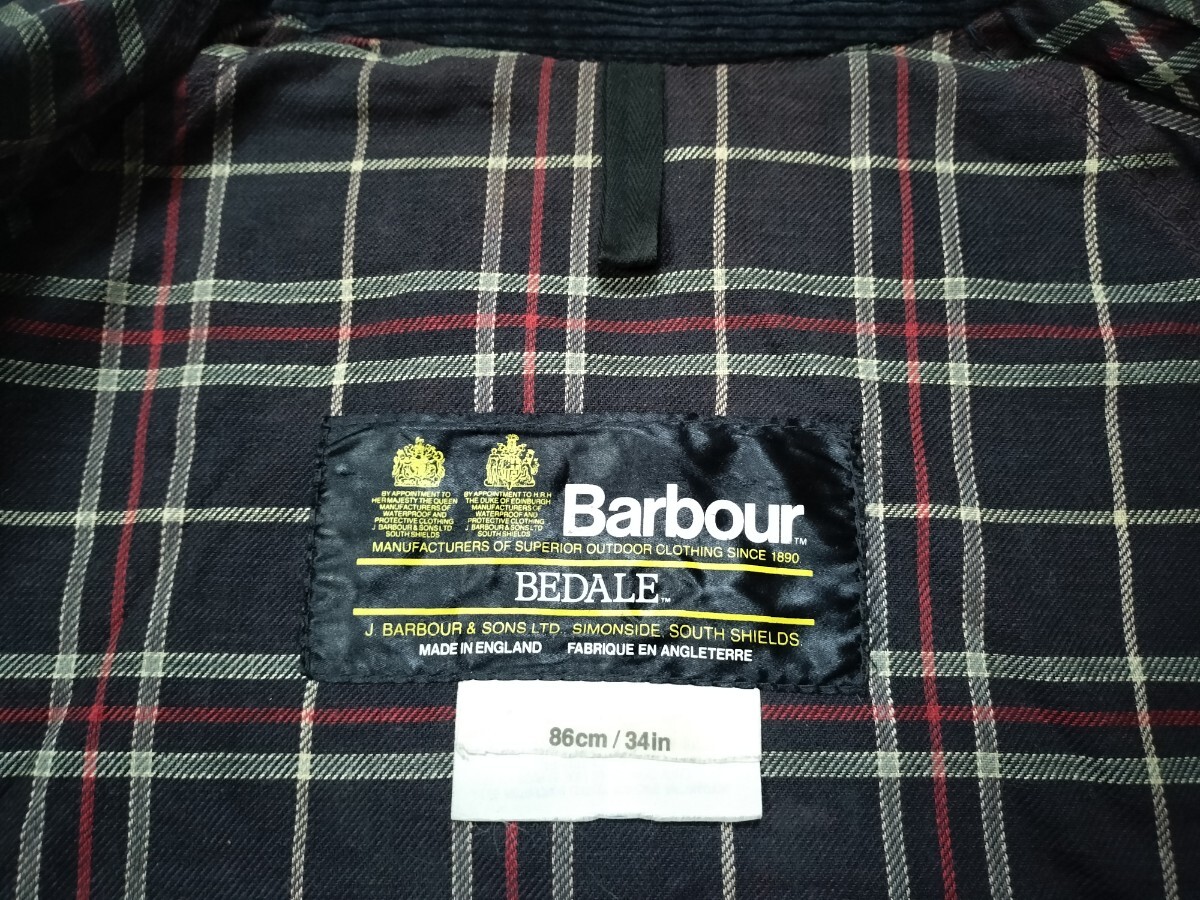 BY APPOINTMENT TO
HER MAJESTY THE QUEEN
MANUFACTURERS OF
WATERPROOF AND
PROTECTIVE CLOTHING
J BARBOUR & SONS LTD
SOUTH SHIELDS
BY APPOINTMENT TO H.R.H
THE DUKE OF EDINBURGH
MANUFACTURERS OF
WATERPROOF AND
PROTECTIVE CLOTHING
J. BARBOUR & SONS LTD
SOUTH SHIELDS
Barbour™
MANUFACTURERS OF SUPERIOR OUTDOOR CLOTHING SINCE 1890
BEDALE™
J. BARBOUR & SONS LTD., SIMONSIDE, SOUTH SHIELDS.
MADE IN ENGLAND FABRIQUE EN ANGLETERRE
86cm / 34in